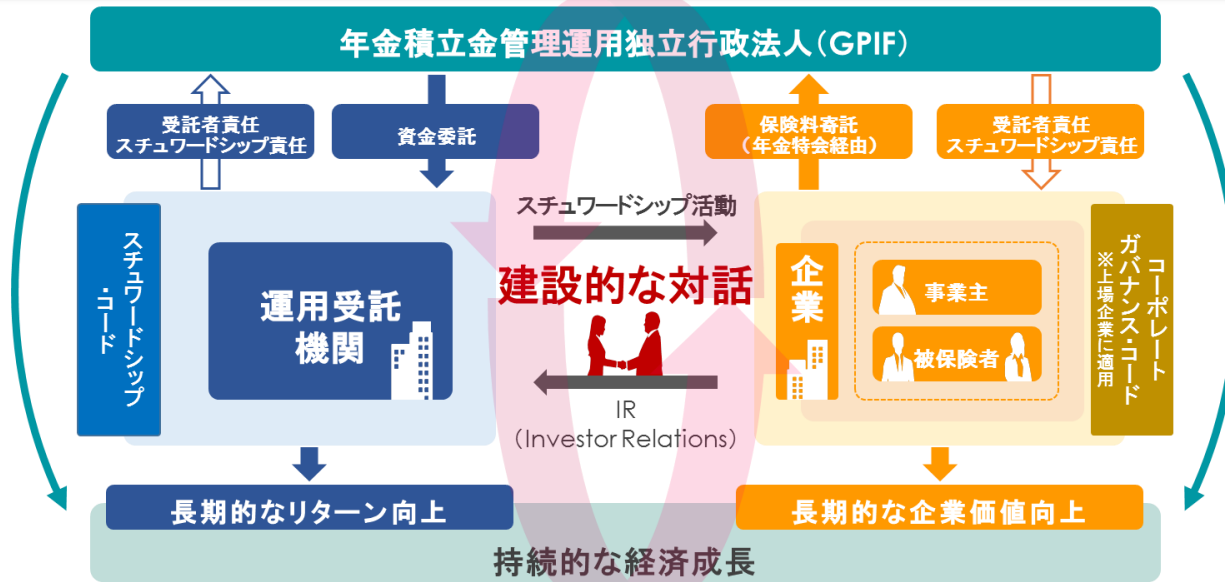 年金積立金管理運用独立行政法人(GPIF)
受託者責任
スチュワードシップ責任
資金委託
保険料寄託
(年金特会経由)
受託者責任
スチュワードシップ責任
スチュワードシップ
・コード
運用受託
機関
スチュワードシップ活動
建設的な対話
IR
(Investor Relations)
企業
事業主
被保険者
コーポレート
ガバナンス・コード
※上場企業に適用
長期的なリターン向上
長期的な企業価値向上
持続的な経済成長